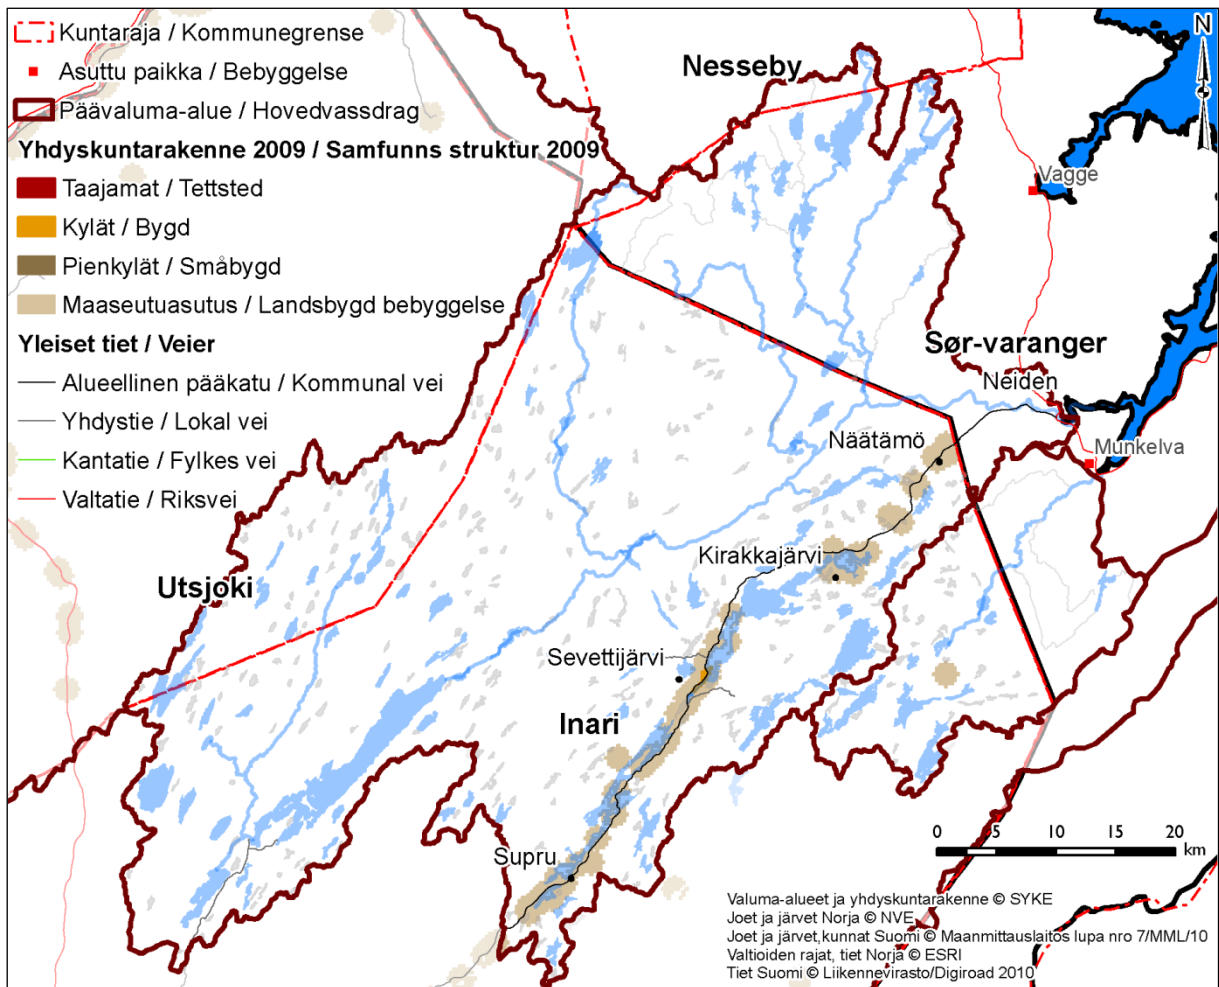 Kuntaraja / Kommunegrense
Asuttu paikka / Bebyggelse
Päävaluma-alue / Hovedvassdrag
Yhdyskuntarakenne 2009 / Samfunns struktur 2009
Taajamat / Tettsted
Kylät / Bygd
Pienkylät / Småbygd
Maaseutuasutus / Landsbygd bebyggelse
Yleiset tiet / Veier
Alueellinen pääkatu / Kommunal vei
Yhdystie / Lokal vei
Kantatie / Fylkes vei
Valtatie / Riksvei
Nesseby
N
Vagge
Sør-varanger
Neiden
Munkelva
Näätämö
Kirakkajärvi
Utsjoki
Sevettijärvi
Inari
Supru
0 5 10 15 20
km
Valuma-alueet ja yhdyskuntarakenne © SYKE
Joet ja järvet Norja © NVE
Joet ja järvet,kunnat Suomi © Maanmittauslaitos lupa nro 7/MML/10
Valtioiden rajat, tiet Norja © ESRI
Tiet Suomi © Liikennevirasto/Digiroad 2010